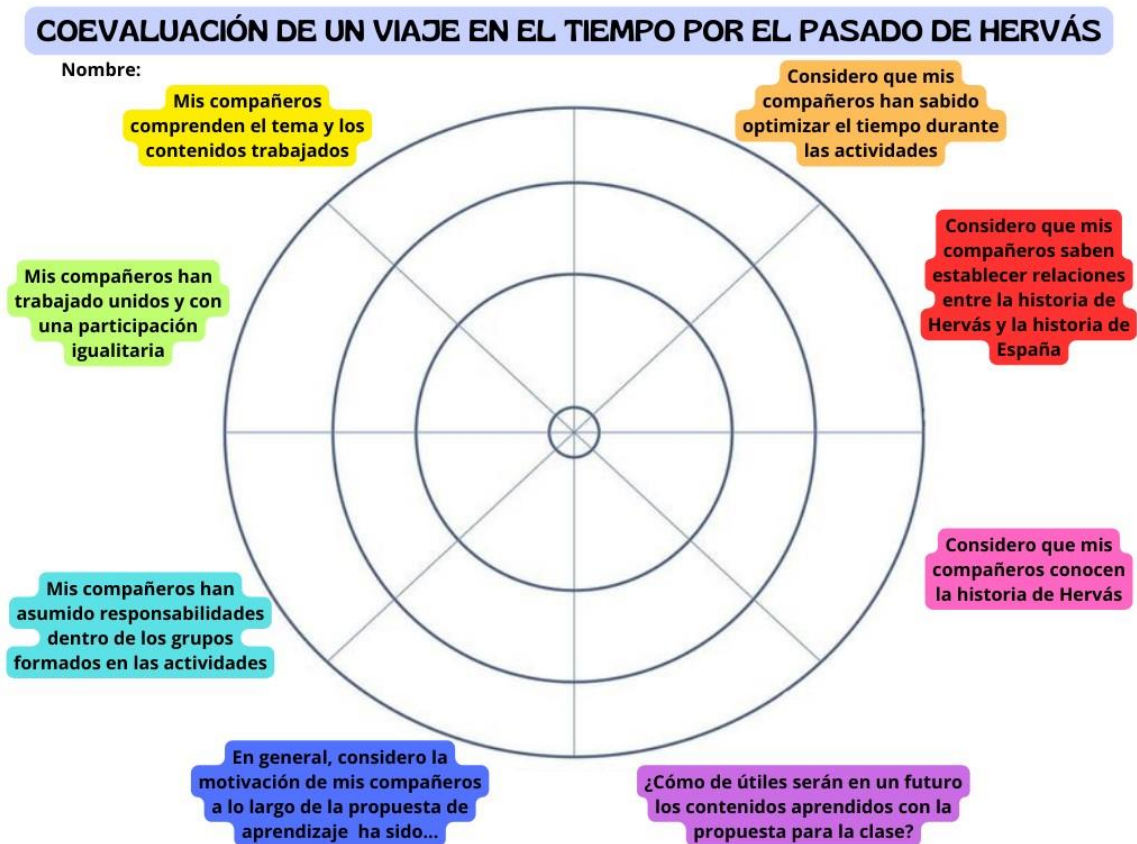 COEVALUACIÓN DE UN VIAJE EN EL TIEMPO POR EL PASADO DE HERVÁS
Nombre:
Mis compañeros
comprenden el tema y los
contenidos trabajados
Considero que mis
compañeros han sabido
optimizar el tiempo durante
las actividades
Mis compañeros han
trabajado unidos y con
una participación
igualitaria
Considero que mis
compañeros saben
establecer relaciones
entre la historia de
Hervás y la historia de
España
Mis compañeros han
asumido responsabilidades
dentro de los grupos
formados en las actividades
Considero que mis
compañeros conocen
la historia de Hervás
En general, considero la
motivación de mis compañeros
a lo largo de la propuesta de
aprendizaje ha sido...
¿Cómo de útiles serán en un futuro
los contenidos aprendidos con la
propuesta para la clase?